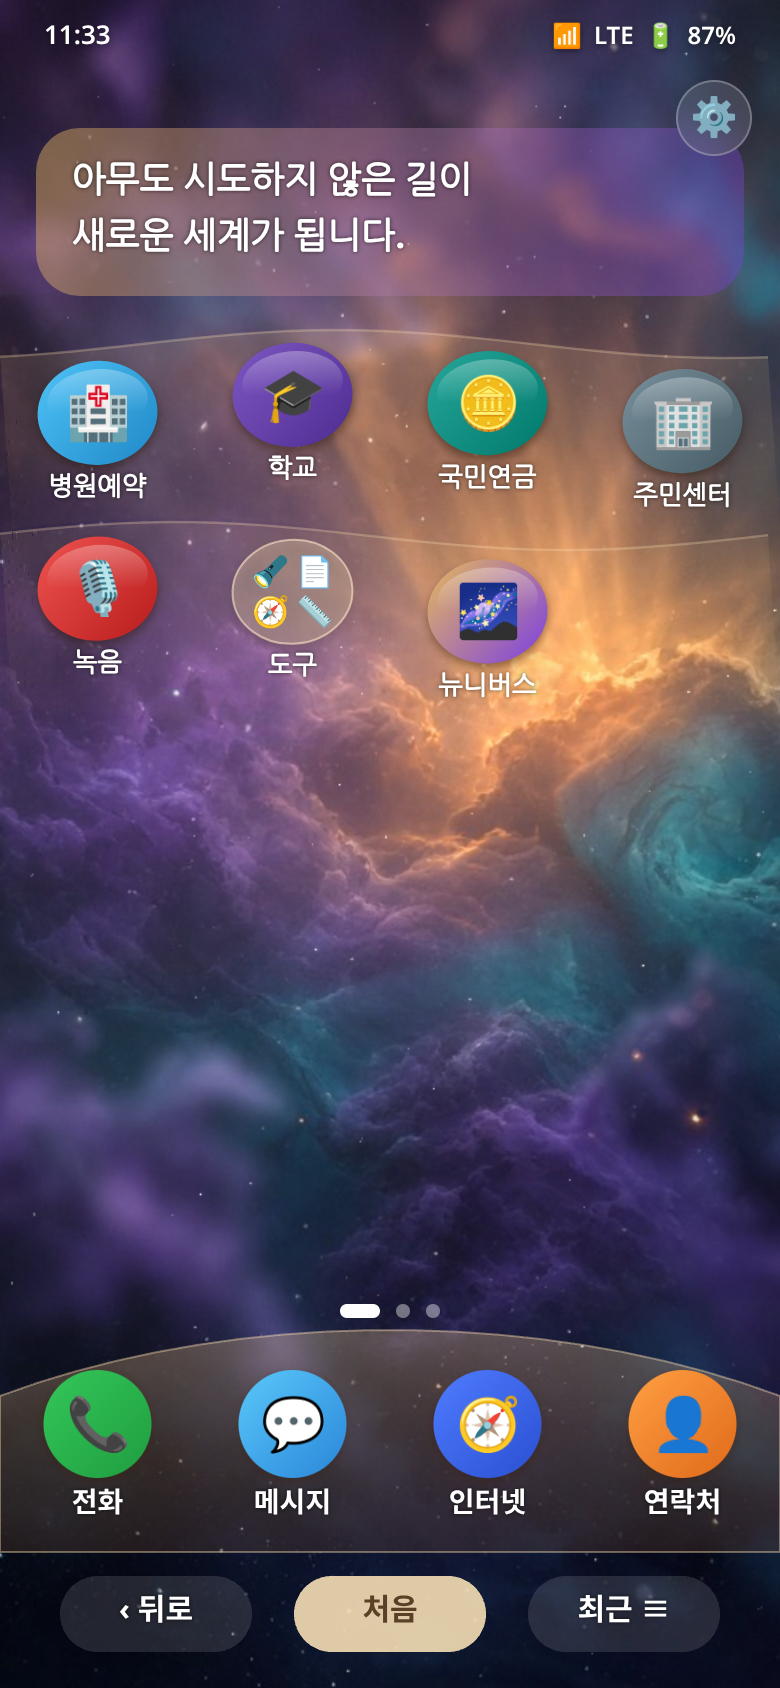 11:33 LTE 87%
아무도 시도하지 않은 길이
새로운 세계가 됩니다.
병원예약 학교 국민연금 주민센터
녹음 도구 뉴니버스
전화 메시지 인터넷 연락처
‹ 뒤로 처음 최근 ≡